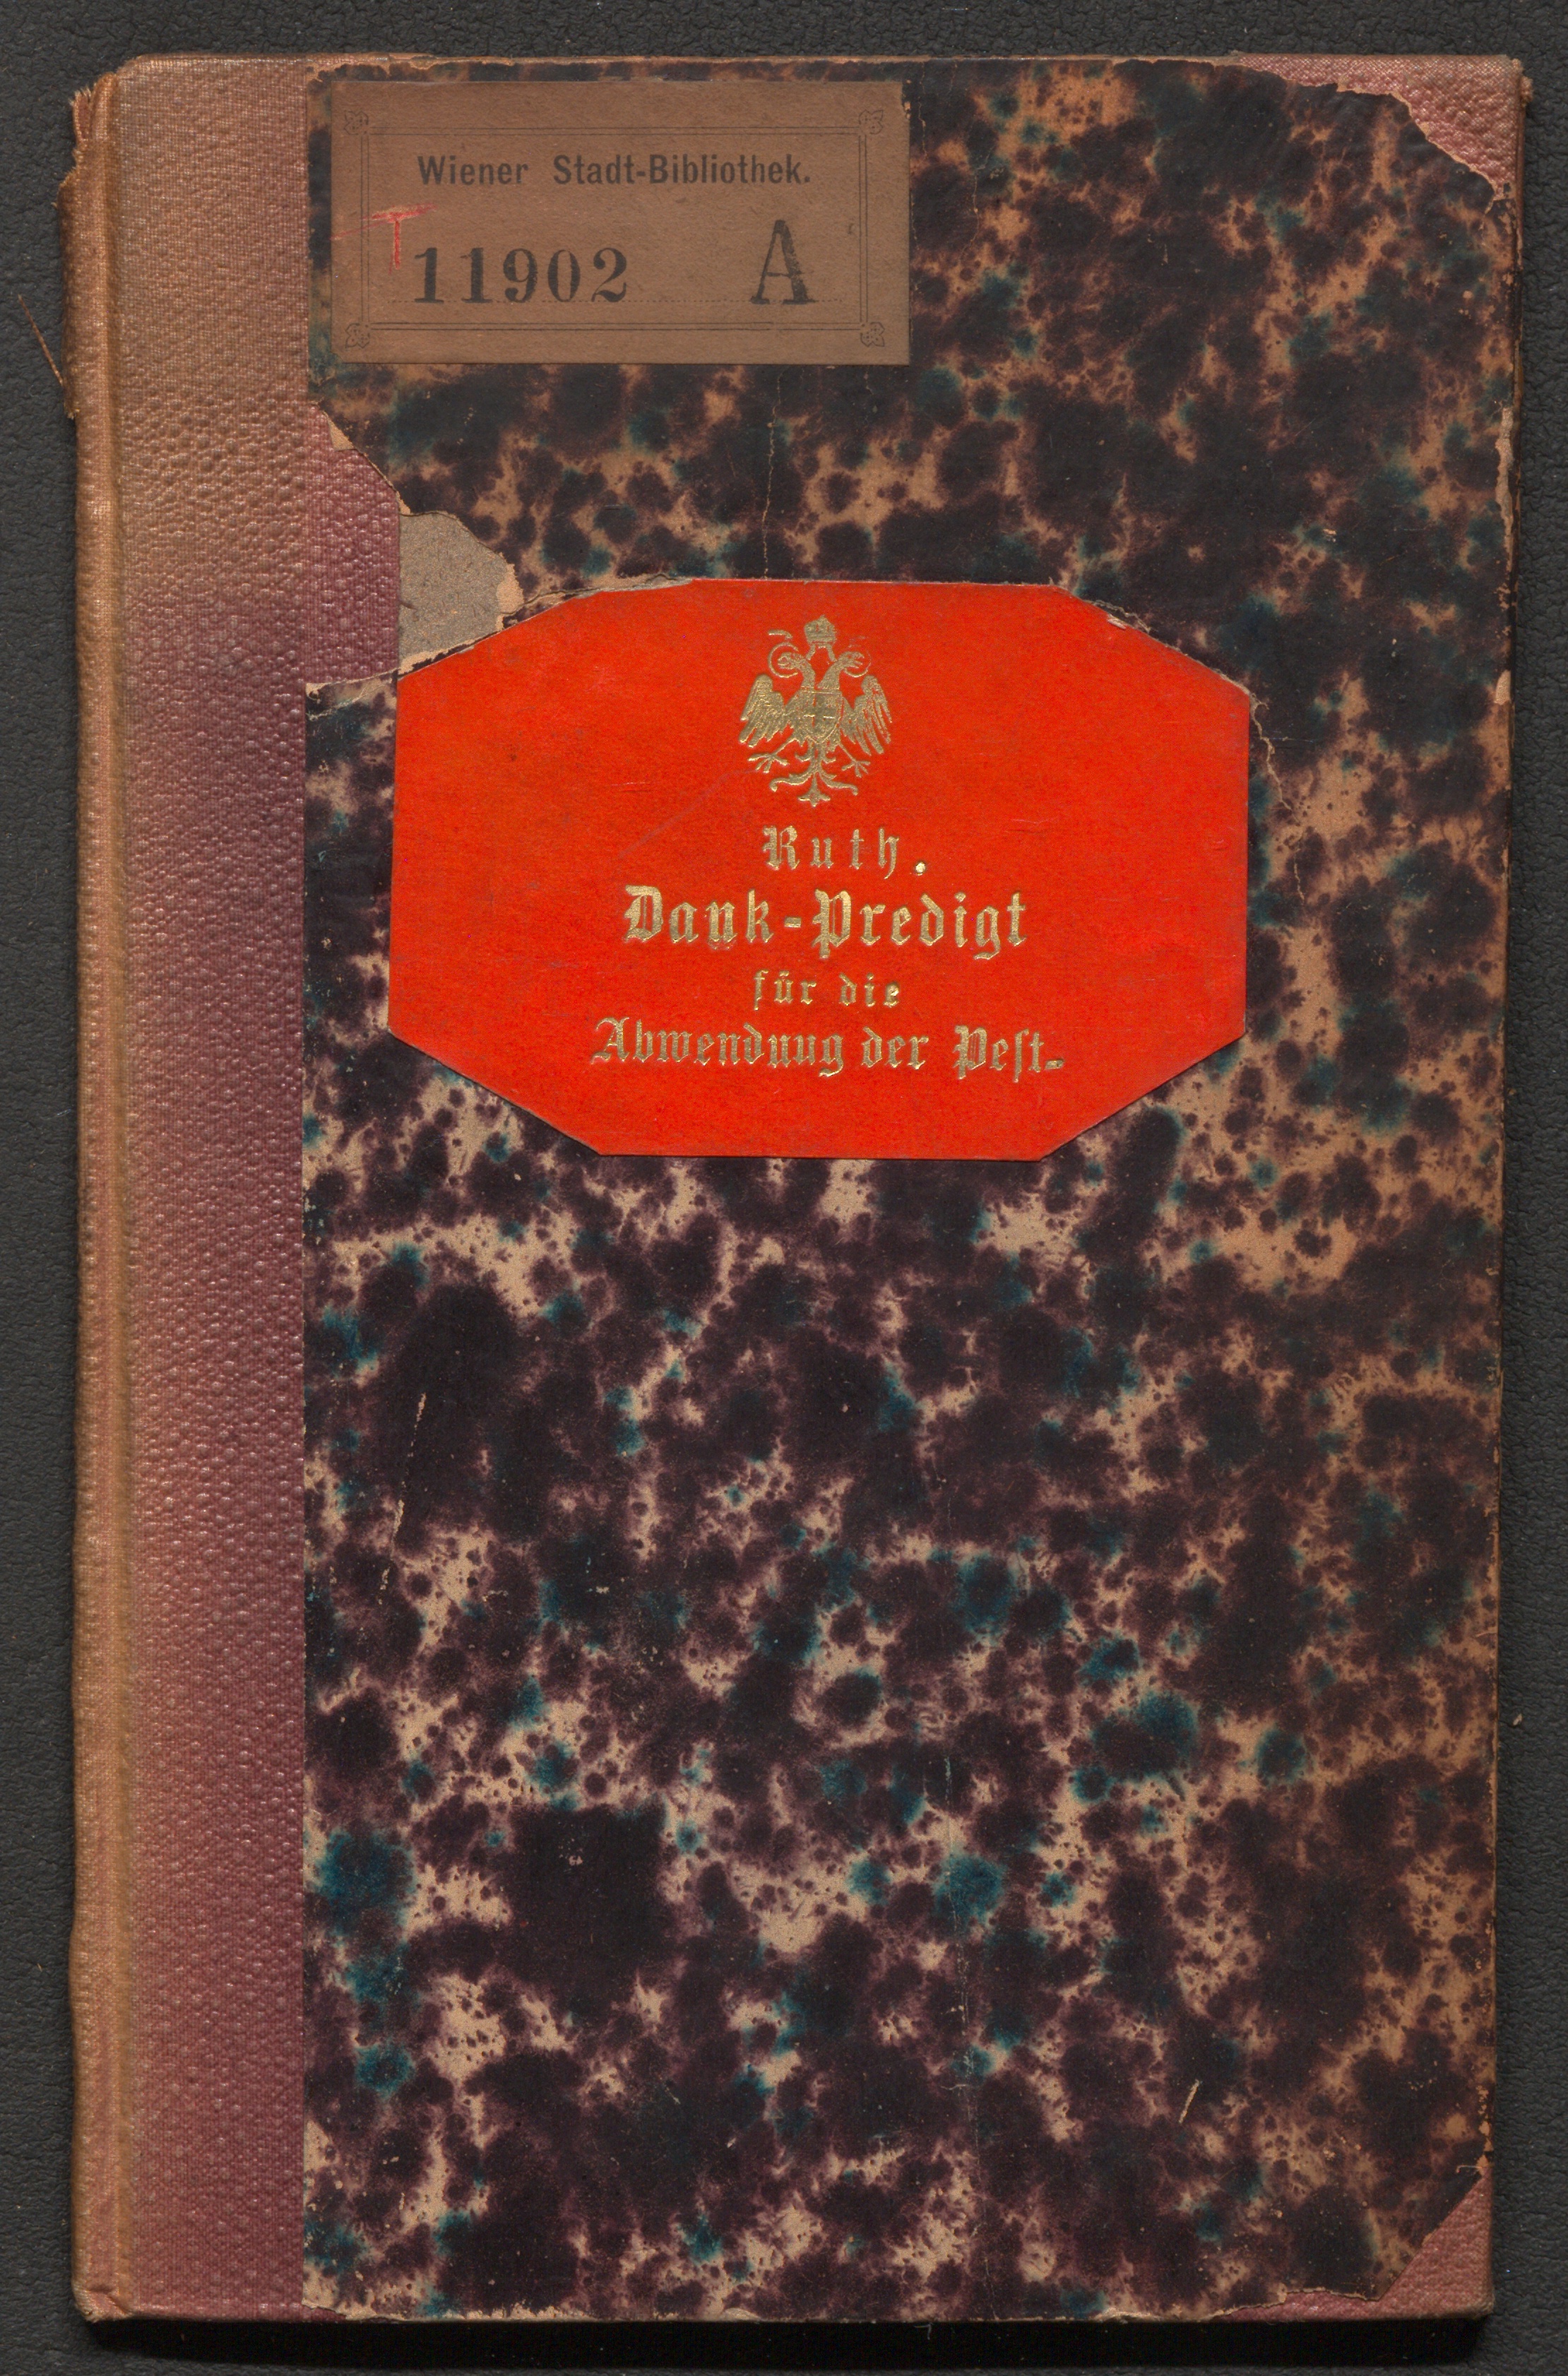 Wiener Stadt-Bibliothek.
T 11902 A
Ruth.
Dank-Predigt
für die
Abwendung der Peſt.